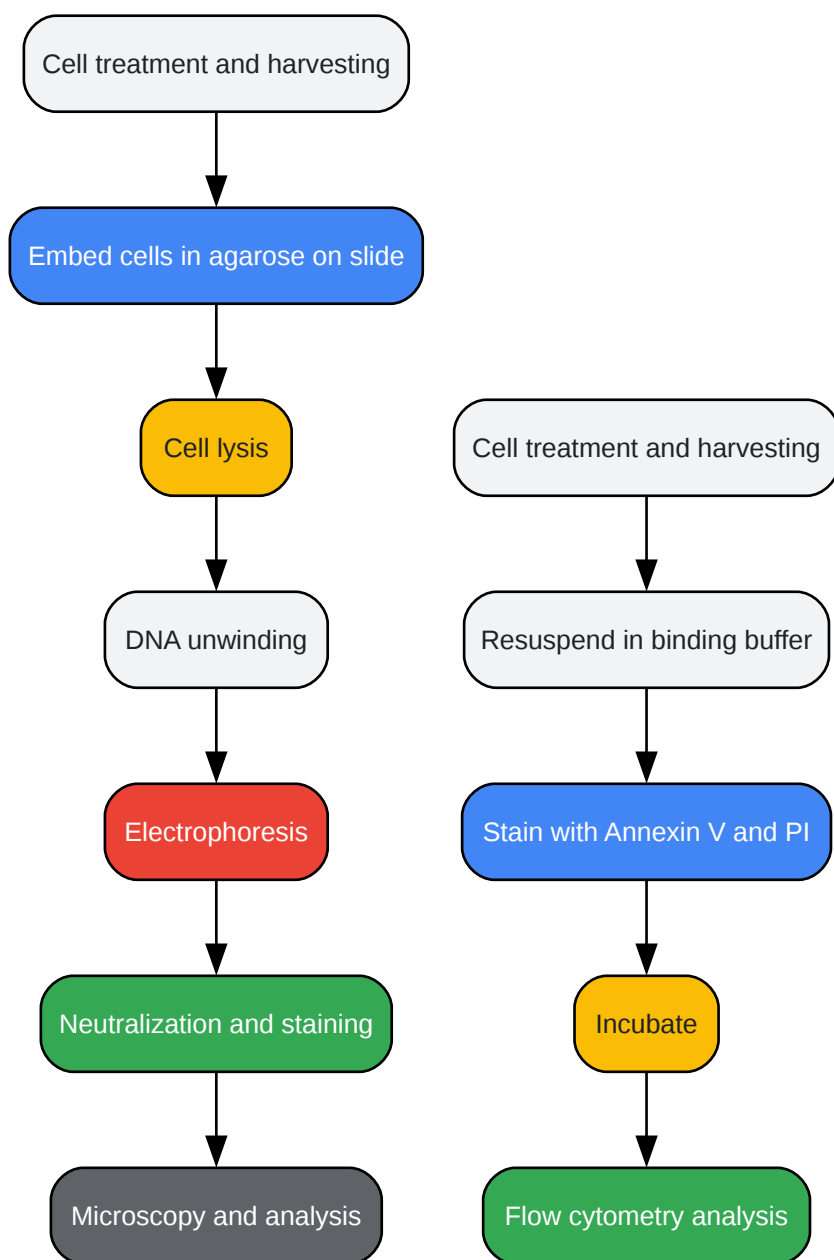 Cell treatment and harvesting
Embed cells in agarose on slide
Cell lysis
DNA unwinding
Electrophoresis
Neutralization and staining
Microscopy and analysis
Cell treatment and harvesting
Resuspend in binding buffer
Stain with Annexin V and PI
Incubate
Flow cytometry analysis